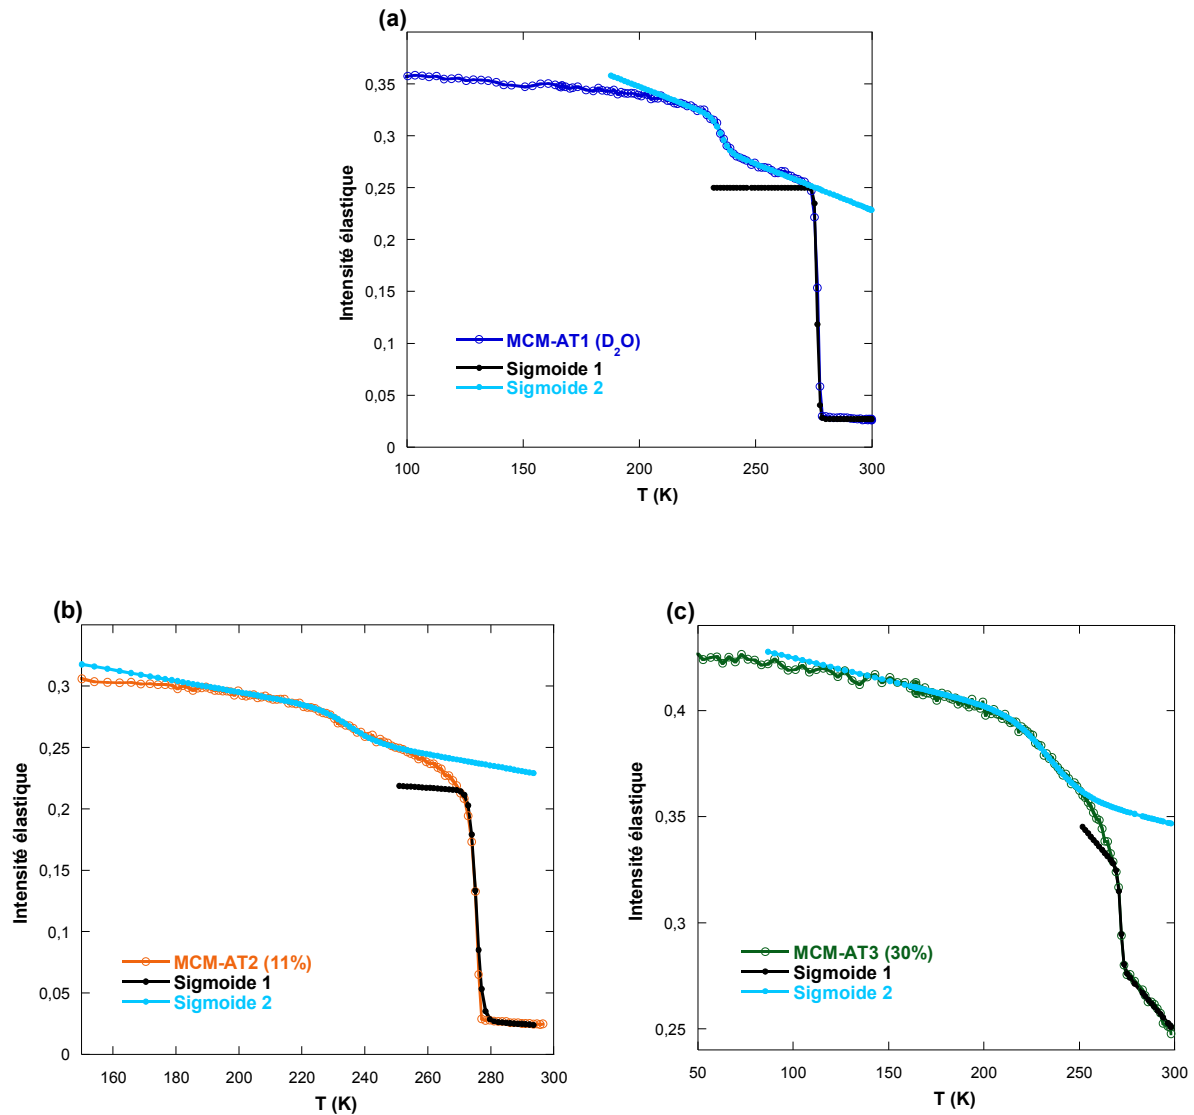 (a)
Intensité élastique
0,35
0,3
0,25
0,2
0,15
0,1
0,05
0
MCM-AT1 (D2O)
Sigmoide 1
Sigmoide 2
100 150 200 250 300
T (K)
(b)
Intensité élastique
0,3
0,25
0,2
0,15
0,1
0,05
0
MCM-AT2 (11%)
Sigmoide 1
Sigmoide 2
160 180 200 220 240 260 280 300
T (K)
(c)
Intensité élastique
0,4
0,35
0,3
0,25
MCM-AT3 (30%)
Sigmoide 1
Sigmoide 2
50 100 150 200 250 300
T (K)